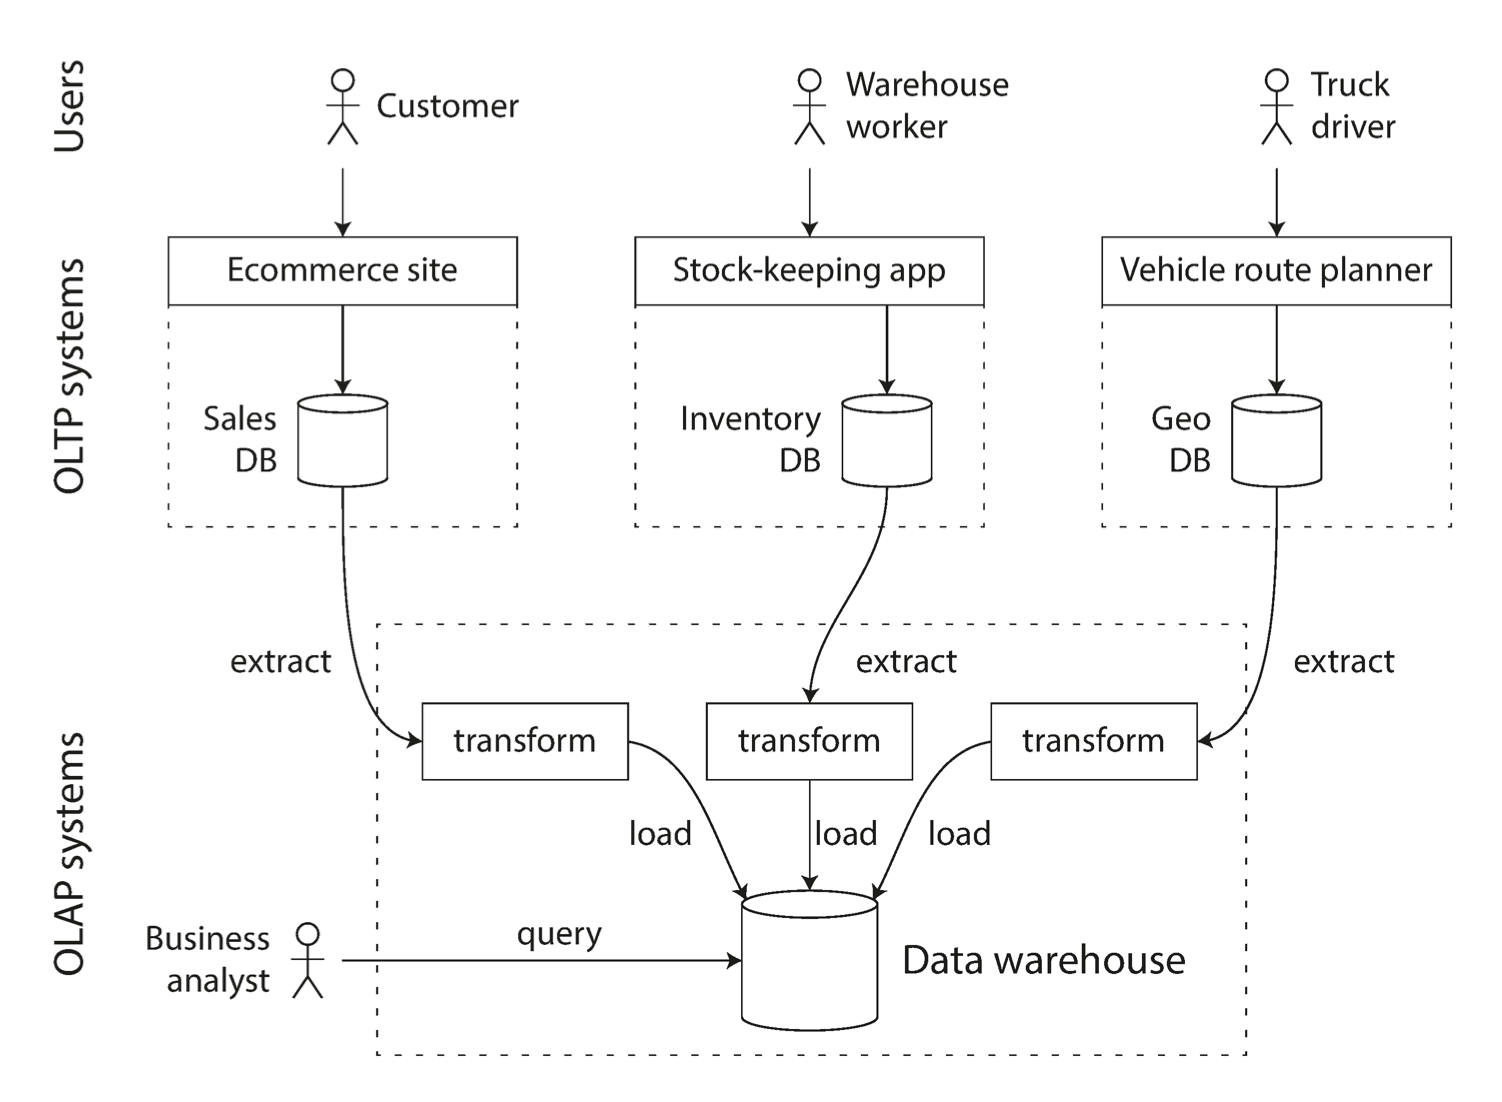 Users
Customer
Warehouse
worker
Truck
driver
OLTP systems
Ecommerce site
Stock-keeping app
Vehicle route planner
Sales
DB
Inventory
DB
Geo
DB
extract
extract
extract
OLAP systems
transform
transform
transform
load
load
load
Business
analyst
query
Data warehouse